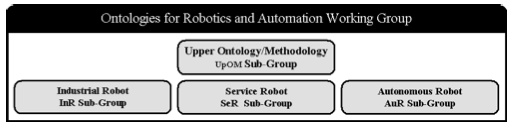 Ontologies for Robotics and Automation Working Group
Upper Ontology/Methodology
UpOM Sub-Group
Industrial Robot
InR Sub-Group
Service Robot
SeR Sub-Group
Autonomous Robot
AuR Sub-Group